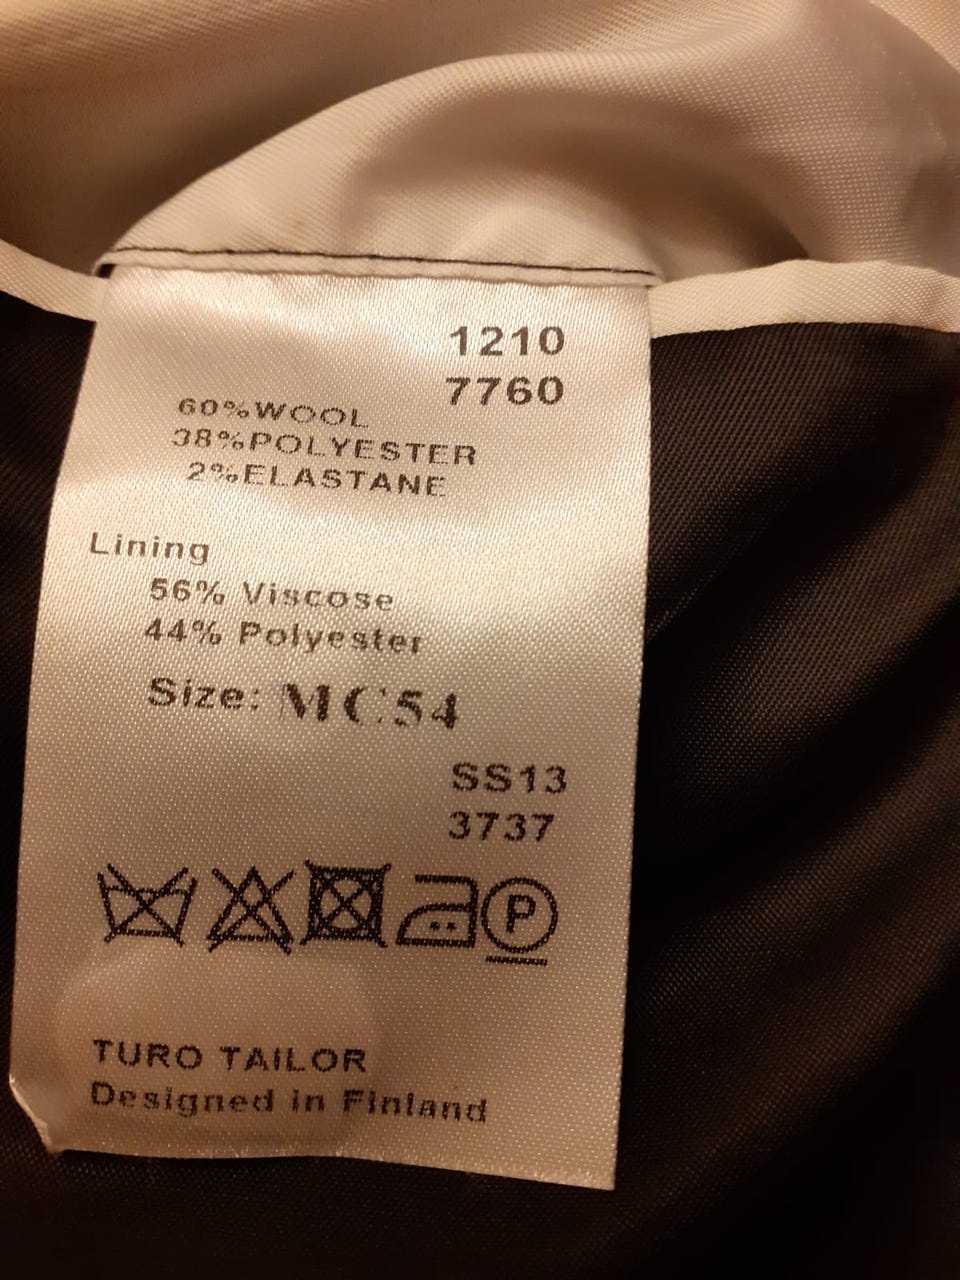 1210
7760
60%WOOL
38%POLYESTER
2%ELASTANE
Lining
56% Viscose
44% Polyester
Size: MC54
SS13
3737
P
TURO TAILOR
Designed in Finland